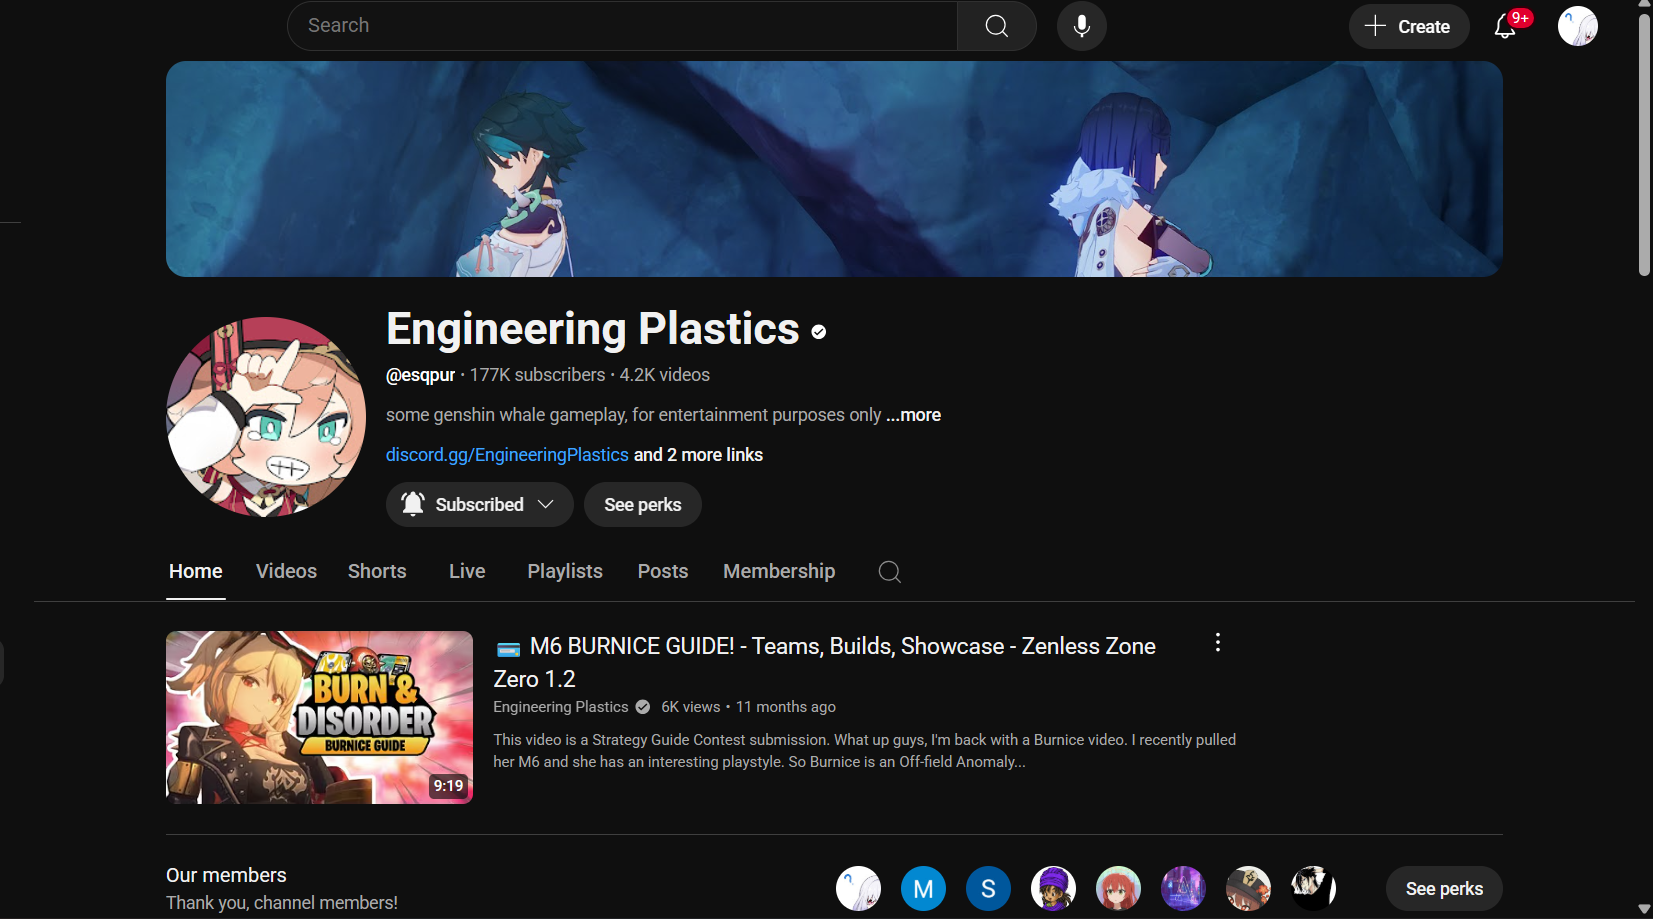 Search
Create
9+
Engineering Plastics
@esqpur • 177K subscribers • 4.2K videos
some genshin whale gameplay, for entertainment purposes only ...more
discord.gg/EngineeringPlastics and 2 more links
Subscribed
See perks
Home
Videos
Shorts
Live
Playlists
Posts
Membership
BURN &
DISORDER
BURNICE GUIDE
9:19
M6 BURNICE GUIDE! - Teams, Builds, Showcase - Zenless Zone
Zero 1.2
Engineering Plastics 6K views • 11 months ago
This video is a Strategy Guide Contest submission. What up guys, I'm back with a Burnice video. I recently pulled
her M6 and she has an interesting playstyle. So Burnice is an Off-field Anomaly...
Our members
Thank you, channel members!
M
S
See perks